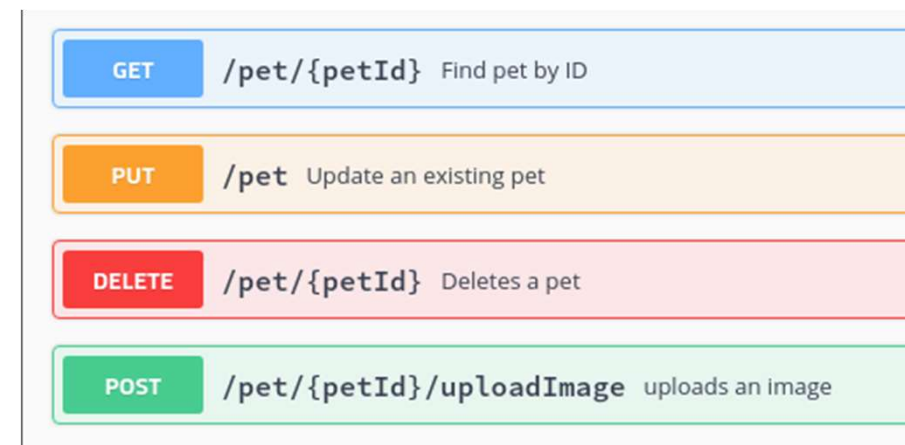 GET /pet/{petId} Find pet by ID
PUT /pet Update an existing pet
DELETE /pet/{petId} Deletes a pet
POST /pet/{petId}/uploadImage uploads an image